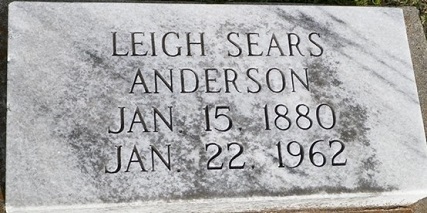 LEIGH SEARS
ANDERSON
JAN. 15. 1880
JAN. 22. 1962